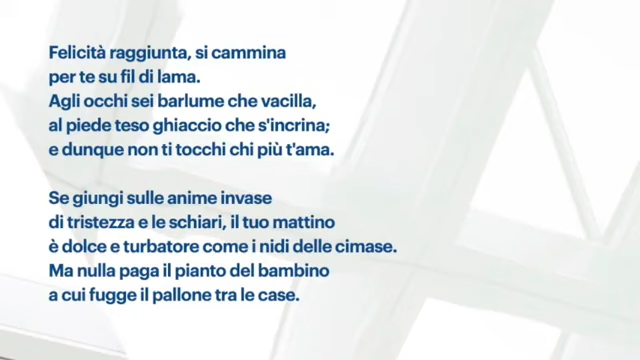 Felicità raggiunta, si cammina
per te su fil di lama.
Agli occhi sei barlume che vacilla,
al piede teso ghiaccio che s'incrina;
e dunque non ti tocchi chi più t'ama.
Se giungi sulle anime invase
di tristezza e le schiari, il tuo mattino
è dolce e turbatore come i nidi delle cimase.
Ma nulla paga il pianto del bambino
a cui fugge il pallone tra le case.